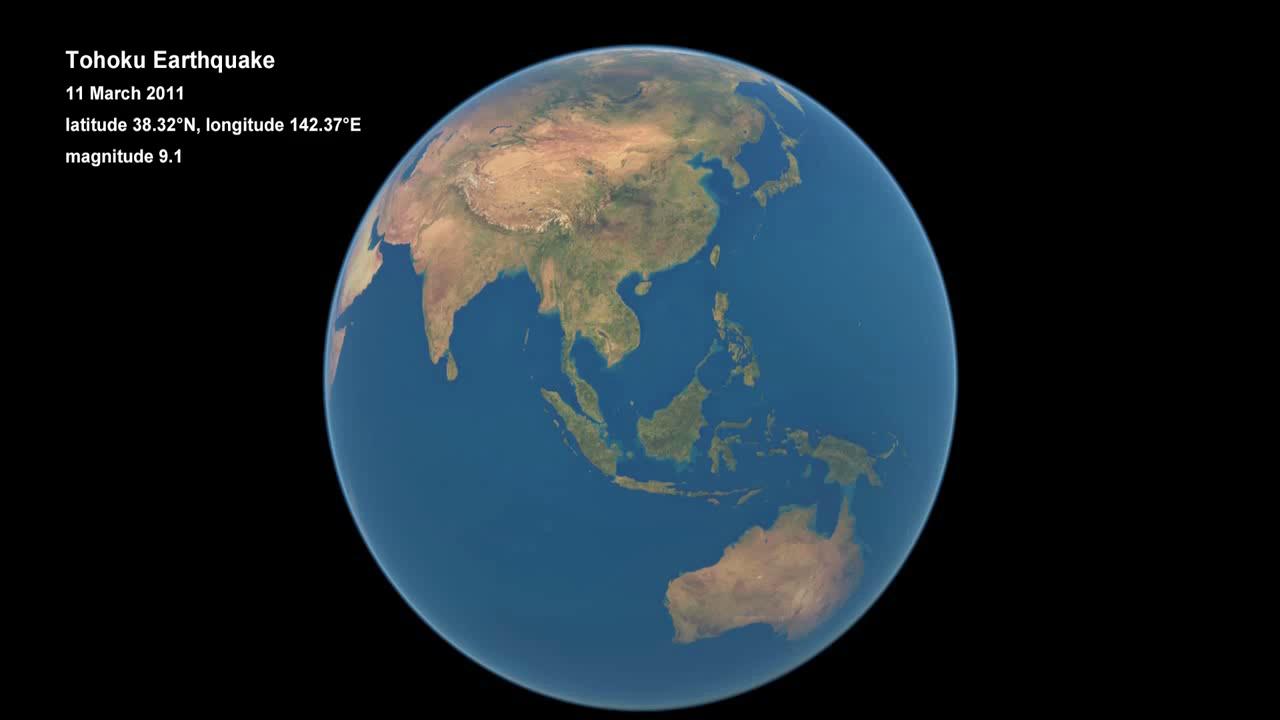 Tohoku Earthquake
11 March 2011
latitude 38.32°N, longitude 142.37°E
magnitude 9.1